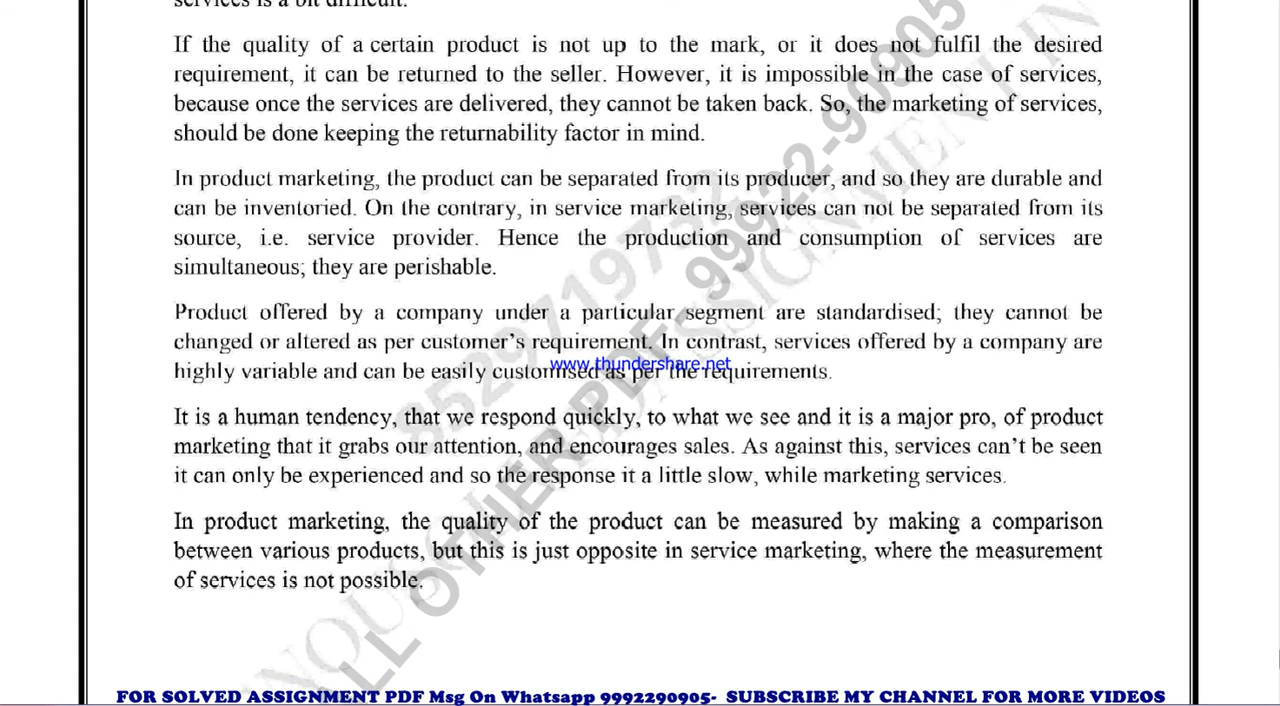 services is a bit difficult.
If the quality of a certain product is not up to the mark, or it does not fulfil the desired
requirement, it can be returned to the seller. However, it is impossible in the case of services,
because once the services are delivered, they cannot be taken back. So, the marketing of services,
should be done keeping the returnability factor in mind.
In product marketing, the product can be separated from its producer, and so they are durable and
can be inventoried. On the contrary, in service marketing, services can not be separated from its
source, i.e. service provider. Hence the production and consumption of services are
simultaneous; they are perishable.
Product offered by a company under a particular segment are standardised; they cannot be
changed or altered as per customer's requirement. In contrast, services offered by a company are
highly variable and can be easily customised as per the requirements.
www.thundershare.net
It is a human tendency, that we respond quickly, to what we see and it is a major pro, of product
marketing that it grabs our attention, and encourages sales. As against this, services can't be seen
it can only be experienced and so the response it a little slow, while marketing services.
In product marketing, the quality of the product can be measured by making a comparison
between various products, but this is just opposite in service marketing, where the measurement
of services is not possible.
LL OTHER PDF- 99922-90905
FOR SOLVED ASSIGNMENT PDF Msg On Whatsapp 9992290905- SUBSCRIBE MY CHANNEL FOR MORE VIDEOS